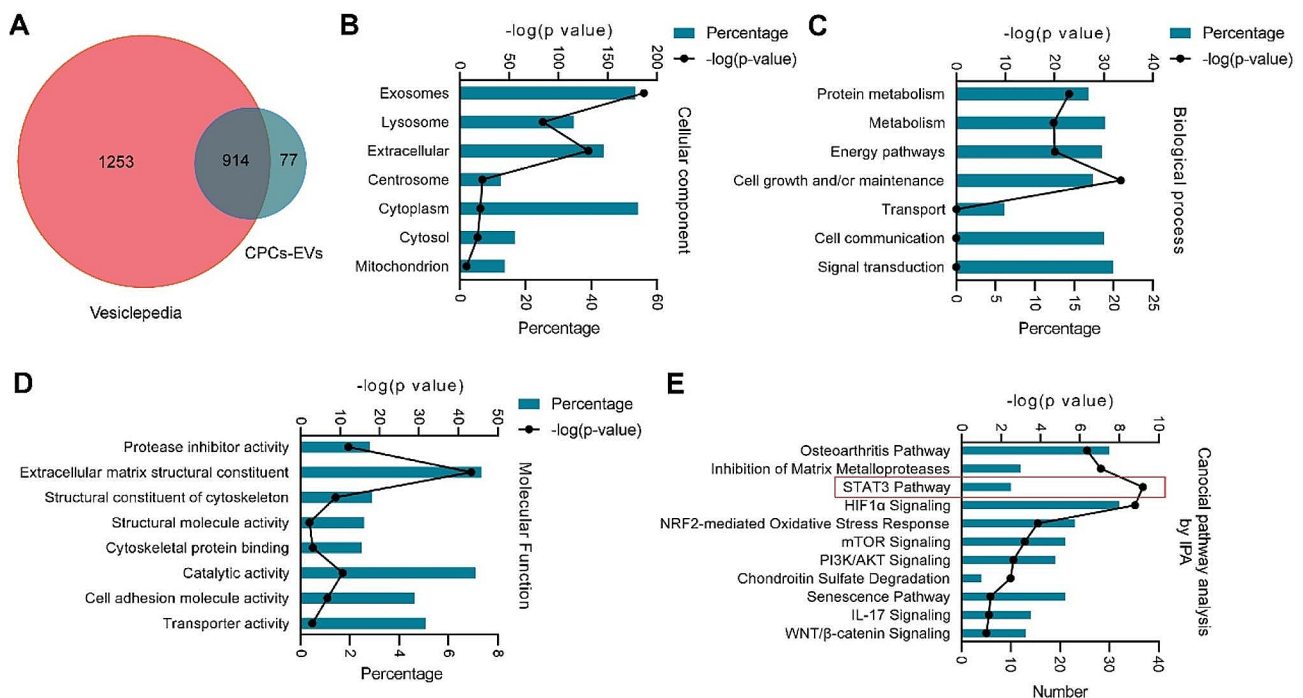 A
1253
914
77
CPCs-EVs
Vesiclepedia
B
-log(p value)
0 50 100 150 200
Percentage
-log(p-value)
Exosomes
Lysosome
Extracellular
Centrosome
Cytoplasm
Cytosol
Mitochondrion
0 20 40 60
Percentage
Cellular component
C
-log(p value)
0 10 20 30 40
Percentage
-log(p-value)
Protein metabolism
Metabolism
Energy pathways
Cell growth and/or maintenance
Transport
Cell communication
Signal transduction
0 5 10 15 20 25
Percentage
Biological process
D
-log(p value)
0 10 20 30 40 50
Percentage
-log(p-value)
Protease inhibitor activity
Extracellular matrix structural constituent
Structural constituent of cytoskeleton
Structural molecule activity
Cytoskeletal protein binding
Catalytic activity
Cell adhesion molecule activity
Transporter activity
0 2 4 6 8
Percentage
Molecular Function
E
-log(p value)
0 2 4 6 8 10
Osteoarthritis Pathway
Inhibition of Matrix Metalloproteases
STAT3 Pathway
HIF1α Signaling
NRF2-mediated Oxidative Stress Response
mTOR Signaling
PI3K/AKT Signaling
Chondroitin Sulfate Degradation
Senescence Pathway
IL-17 Signaling
WNT/β-catenin Signaling
0 10 20 30 40
Number
Canocial pathway analysis
by IPA